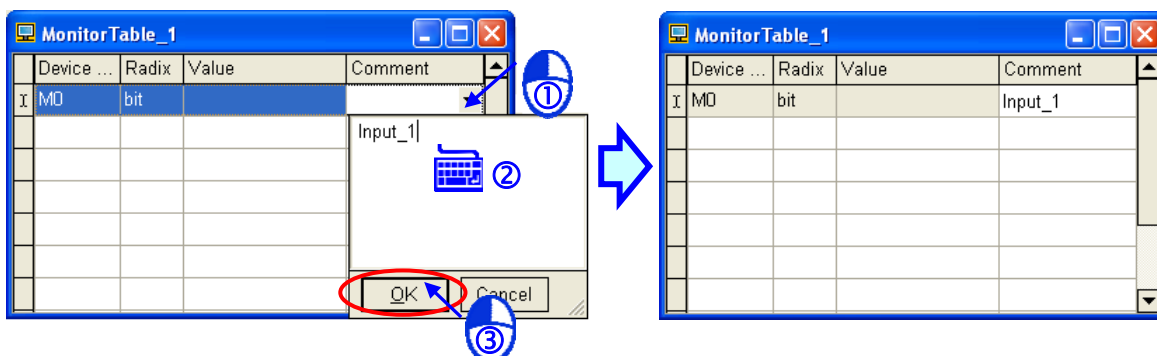 MonitorTable_1
Device ... Radix Value Comment
M0 bit
①
Input_1
②
OK Cancel
③
MonitorTable_1
Device ... Radix Value Comment
M0 bit Input_1